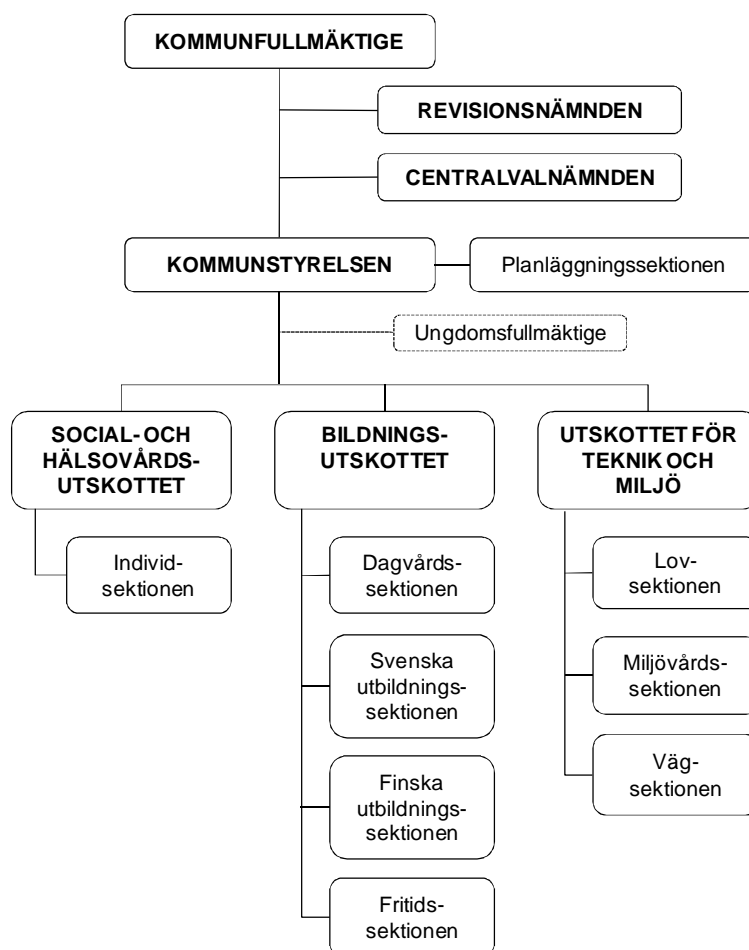 KOMMUNFULLMÄKTIGE
REVISIONSNÄMNDEN
CENTRALVALNÄMNDEN
KOMMUNSTYRELSEN
Planläggningssektionen
Ungdomsfullmäktige
SOCIAL- OCH
HÄLSOVÅRDS-
UTSKOTTET
BILDNINGS-
UTSKOTTET
UTSKOTTET FÖR
TEKNIK OCH
MILJÖ
Individ-
sektionen
Dagvårds-
sektionen
Lov-
sektionen
Svenska
utbildnings-
sektionen
Miljövårds-
sektionen
Finska
utbildnings-
sektionen
Väg-
sektionen
Fritids-
sektionen